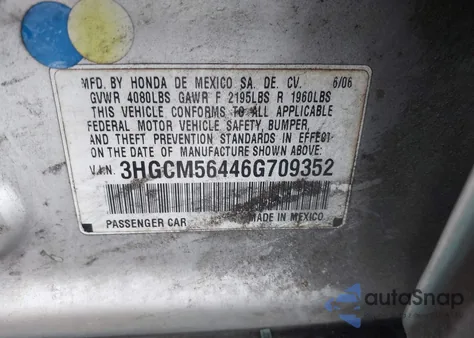 MFD. BY HONDA DE MEXICO SA. DE. CV. 6/06
GVWR 4080LBS GAWR F 2195LBS R 1960LBS
THIS VEHICLE CONFORMS TO ALL APPLICABLE
FEDERAL MOTOR VEHICLE SAFETY, BUMPER,
AND THEFT PREVENTION STANDARDS IN EFFECT
ON THE DATE OF MANUFACTURE SHOWN ABOVE.
V.I.N. 3HGCM56446G709352
PASSENGER CAR MADE IN MEXICO
autoSnap